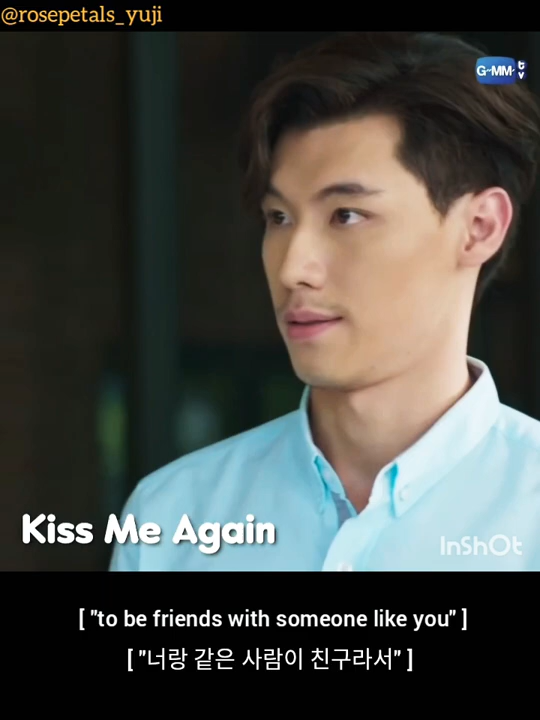 @rosepetals_yuji
GMM
tv
Kiss Me Again
InShOt
[ "to be friends with someone like you" ]
[ "너랑 같은 사람이 친구라서" ]